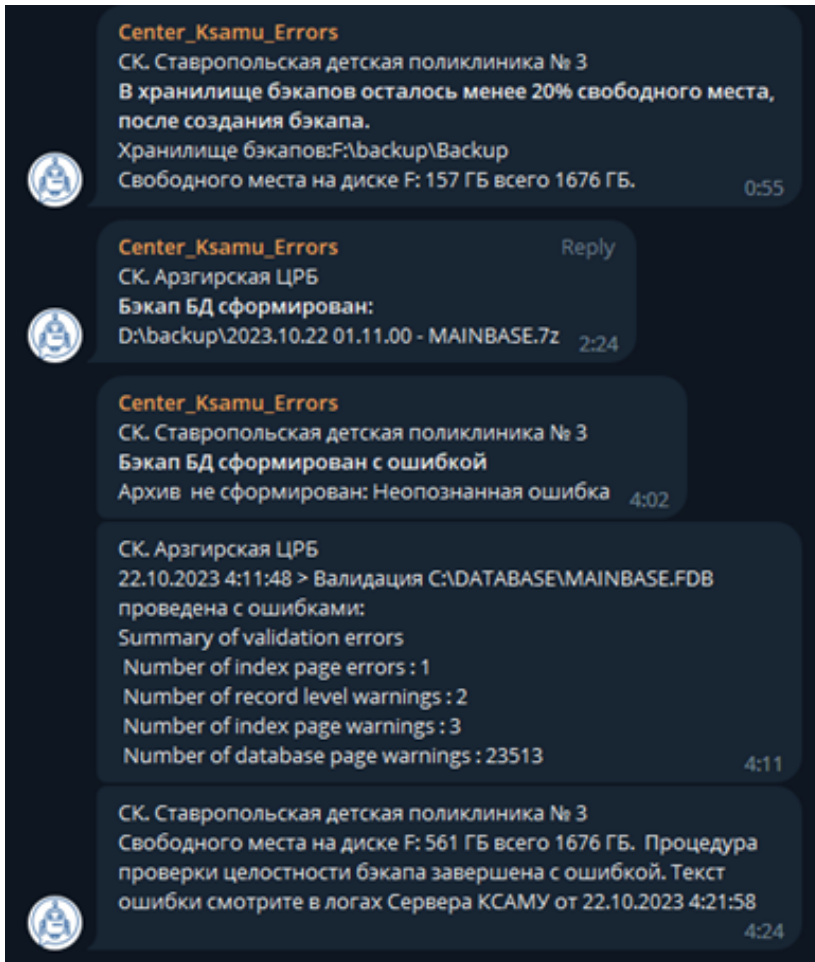 Center_Ksamu_Errors
СК. Ставропольская детская поликлиника № 3
В хранилище бэкапов осталось менее 20% свободного места,
после создания бэкапа.
Хранилище бэкапов:F:\backup\Backup
Свободного места на диске F: 157 ГБ всего 1676 ГБ.
0:55
Center_Ksamu_Errors
Reply
СК. Арзгирская ЦРБ
Бэкап БД сформирован:
D:\backup\2023.10.22 01.11.00 - MAINBASE.7z
2:24
Center_Ksamu_Errors
СК. Ставропольская детская поликлиника № 3
Бэкап БД сформирован с ошибкой
Архив  не сформирован: Неопознанная ошибка
4:02
СК. Арзгирская ЦРБ
22.10.2023 4:11:48 > Валидация C:\DATABASE\MAINBASE.FDB
проведена с ошибками:
Summary of validation errors
Number of index page errors : 1
Number of record level warnings : 2
Number of index page warnings : 3
Number of database page warnings : 23513
4:11
СК. Ставропольская детская поликлиника № 3
Свободного места на диске F: 561 ГБ всего 1676 ГБ.  Процедура
проверки целостности бэкапа завершена с ошибкой. Текст
ошибки смотрите в логах Сервера КСАМУ от 22.10.2023 4:21:58
4:24